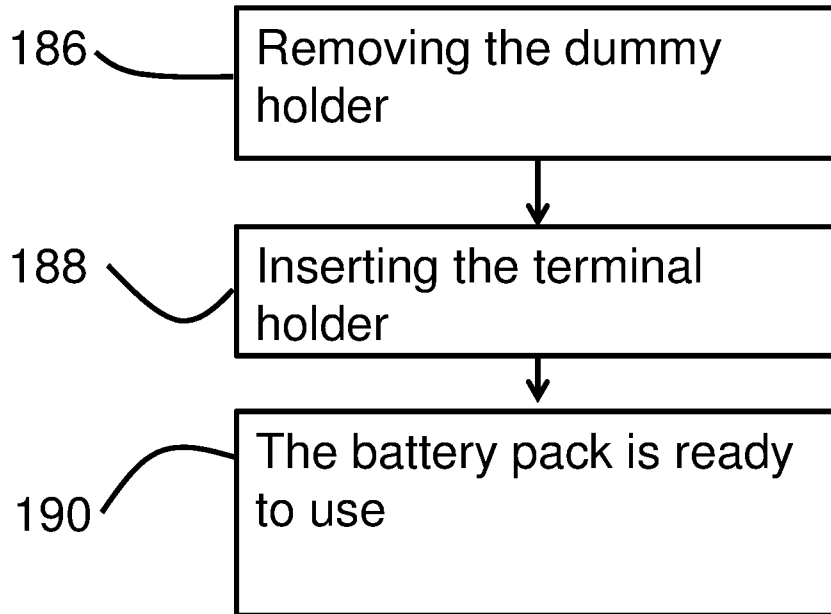 186
Removing the dummy
holder
188
Inserting the terminal
holder
190
The battery pack is ready
to use